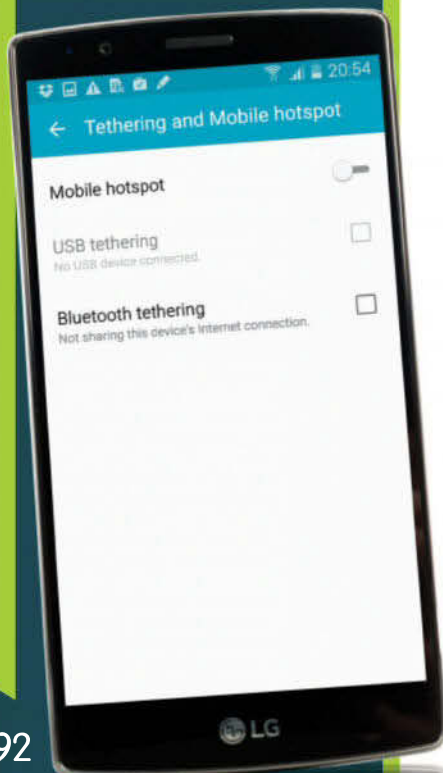 20:54
Tethering and Mobile hotspot
Mobile hotspot
USB tethering
No USB device connected.
Bluetooth tethering
Not sharing this device's Internet connection.
LG
92